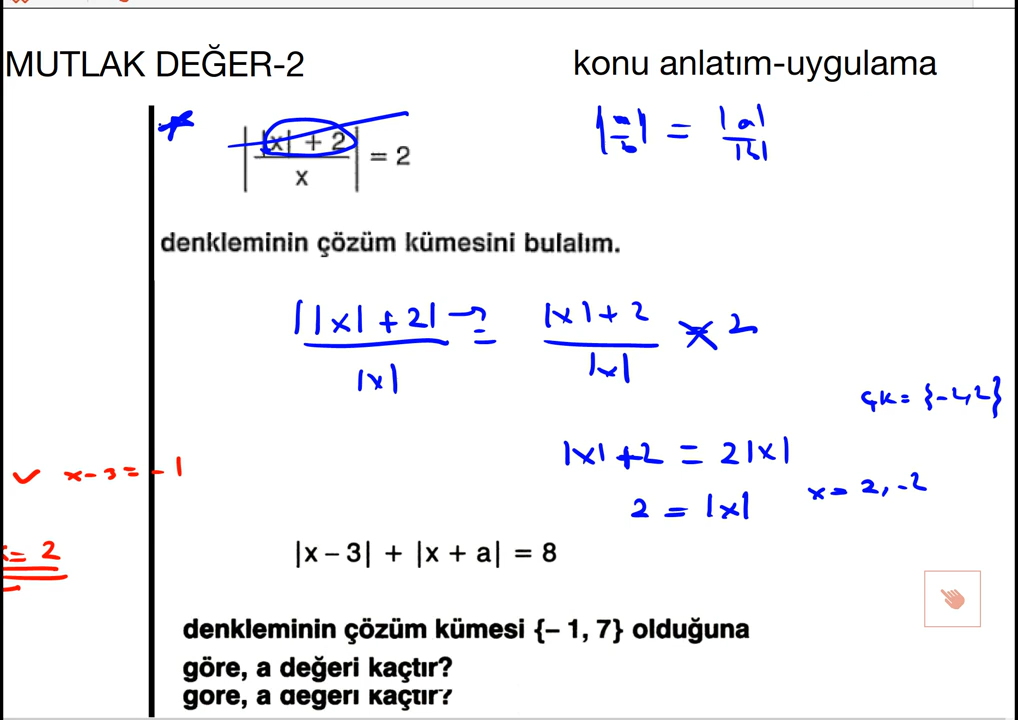 MUTLAK DEĞER-2
konu anlatım-uygulama
| |x| + 2 / x | = 2
|a/b| = |a|/|b|
denkleminin çözüm kümesini bulalım.
||x| + 2| / |x| = |x| + 2 / |x| = 2
ÇK = {-2,2}
|x| + 2 = 2|x|
x - 3 = -1
2 = |x|
x = 2, -2
x = 2
|x – 3| + |x + a| = 8
denkleminin çözüm kümesi {– 1, 7} olduğuna
göre, a değeri kaçtır?
göre, a değeri kaçtır?